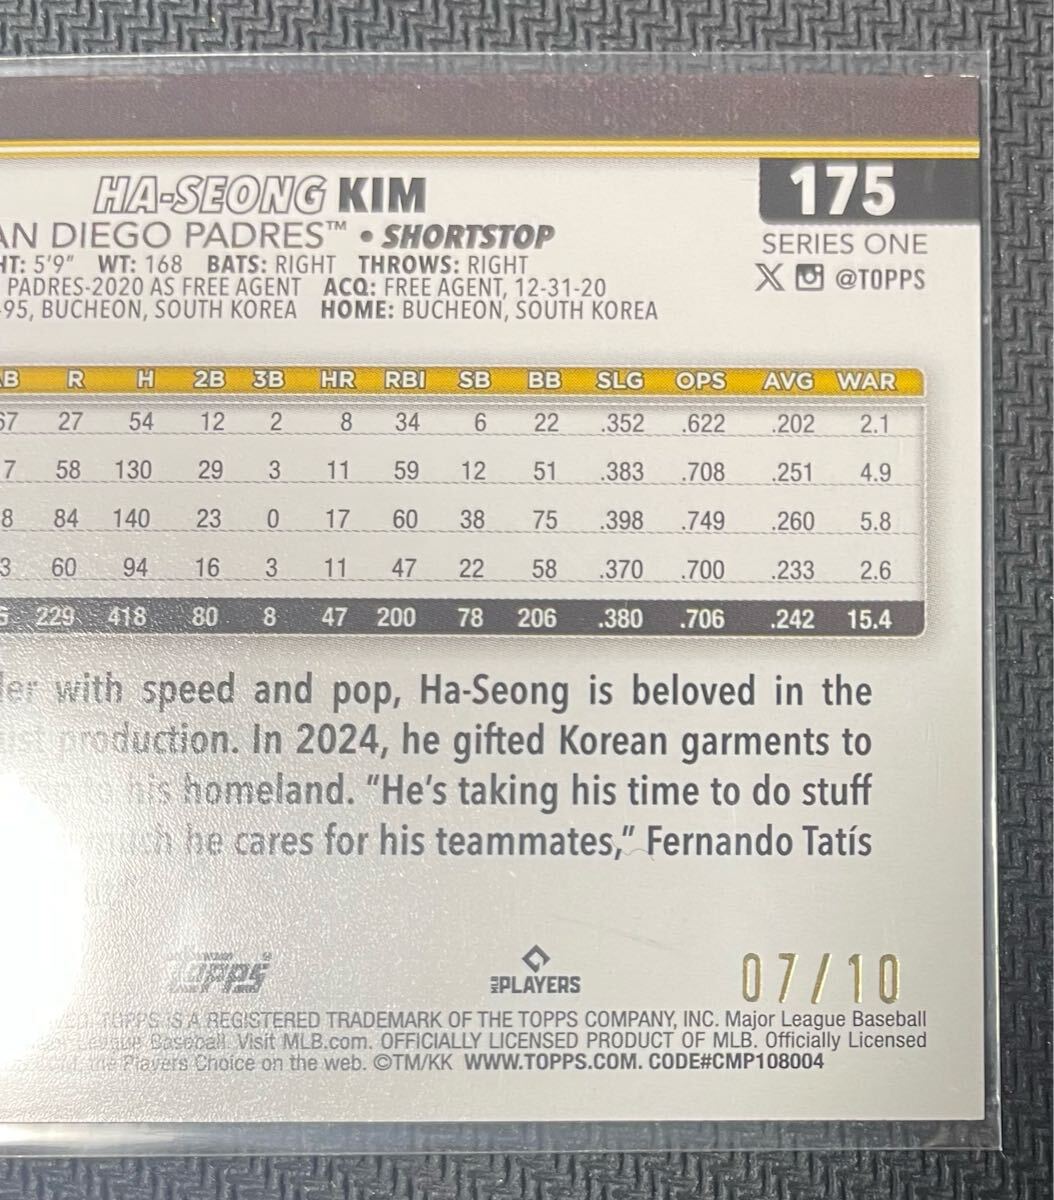 HA-SEONG KIM
175
AN DIEGO PADRES™ • SHORTSTOP
SERIES ONE
HT: 5'9" WT: 168 BATS: RIGHT THROWS: RIGHT
X @TOPPS
PADRES-2020 AS FREE AGENT ACQ: FREE AGENT, 12-31-20
-95, BUCHEON, SOUTH KOREA HOME: BUCHEON, SOUTH KOREA
AB R H 2B 3B HR RBI SB BB SLG OPS AVG WAR
67 27 54 12 2 8 34 6 22 .352 .622 .202 2.1
7 58 130 29 3 11 59 12 51 .383 .708 .251 4.9
8 84 140 23 0 17 60 38 75 .398 .749 .260 5.8
3 60 94 16 3 11 47 22 58 .370 .700 .233 2.6
229 418 80 8 47 200 78 206 .380 .706 .242 15.4
with speed and pop, Ha-Seong is beloved in the
production. In 2024, he gifted Korean garments to
his homeland. "He's taking his time to do stuff
he cares for his teammates," Fernando Tatís
TOPPS®
MLB PLAYERS
07/10
TOPPS IS A REGISTERED TRADEMARK OF THE TOPPS COMPANY, INC. Major League Baseball
League Baseball. Visit MLB.com. OFFICIALLY LICENSED PRODUCT OF MLB. Officially Licensed
the Players Choice on the web. ©TM/KK WWW.TOPPS.COM. CODE#CMP108004